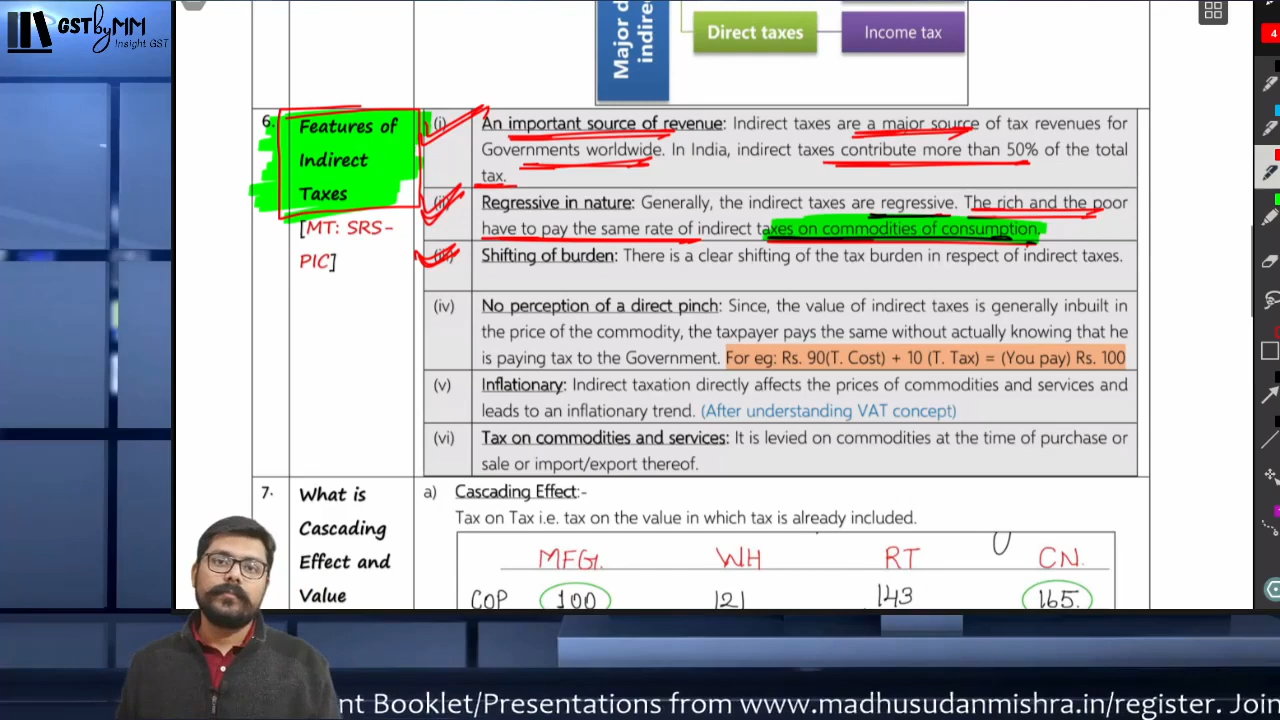 GSTbyMM
Insight GST
Major d
indire
Direct taxes
Income tax
4
6.
Features of
Indirect
Taxes
[MT: SRS-
PIC]
(i)
An important source of revenue: Indirect taxes are a major source of tax revenues for
Governments worldwide. In India, indirect taxes contribute more than 50% of the total
tax.
(ii)
Regressive in nature: Generally, the indirect taxes are regressive. The rich and the poor
have to pay the same rate of indirect taxes on commodities of consumption.
(iii)
Shifting of burden: There is a clear shifting of the tax burden in respect of indirect taxes.
(iv)
No perception of a direct pinch: Since, the value of indirect taxes is generally inbuilt in
the price of the commodity, the taxpayer pays the same without actually knowing that he
is paying tax to the Government. For eg: Rs. 90(T. Cost) + 10 (T. Tax) = (You pay) Rs. 100
(v)
Inflationary: Indirect taxation directly affects the prices of commodities and services and
leads to an inflationary trend. (After understanding VAT concept)
(vi)
Tax on commodities and services: It is levied on commodities at the time of purchase or
sale or import/export thereof.
7.
What is
Cascading
Effect and
Value
a) Cascading Effect:-
Tax on Tax i.e. tax on the value in which tax is already included.
MFG. WH RT CN.
COP 100 121 143 165.
nt Booklet/Presentations from www.madhusudanmishra.in/register. Join